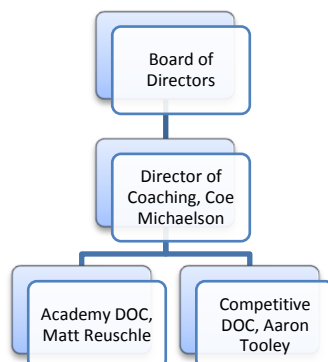 Board of
Directors
Director of
Coaching, Coe
Michaelson
Academy DOC,
Matt Reuschle
Competitive
DOC, Aaron
Tooley